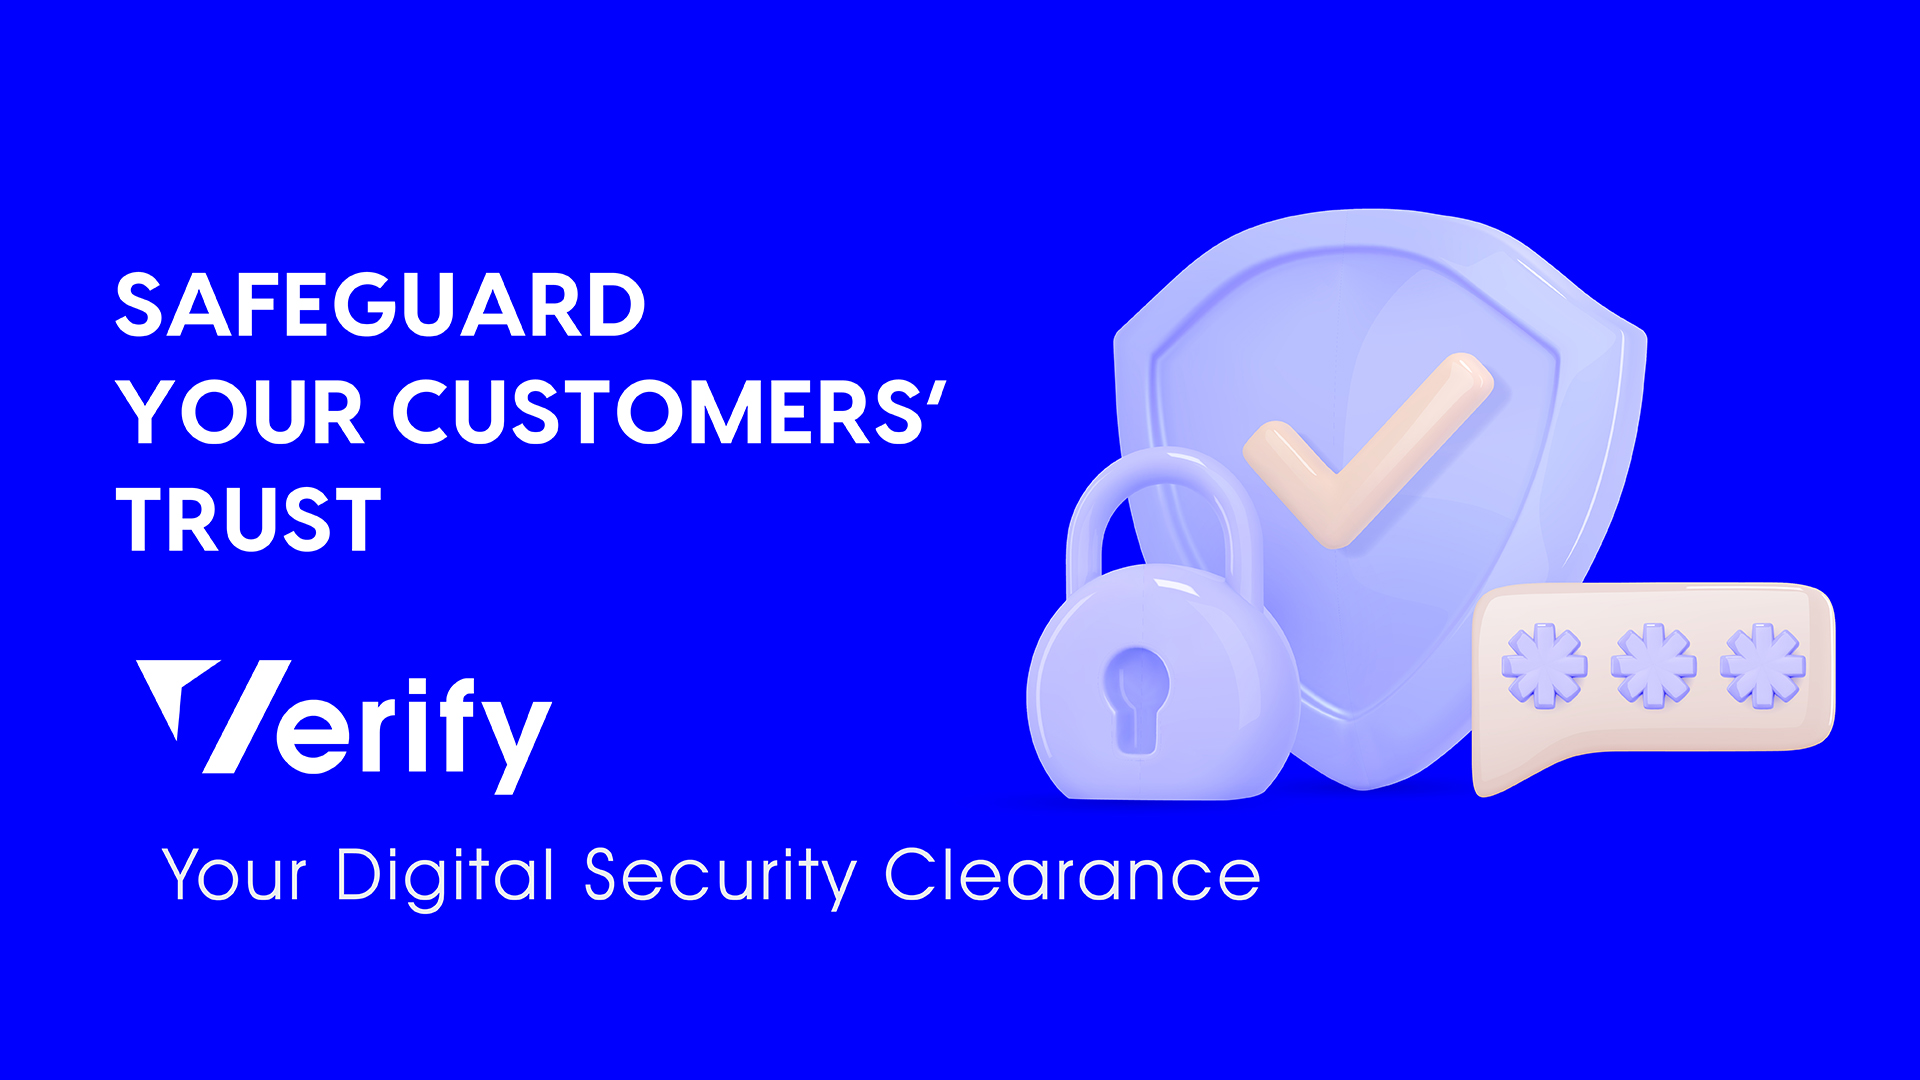 SAFEGUARD
YOUR CUSTOMERS‘
TRUST
Verify
Your Digital Security Clearance
***